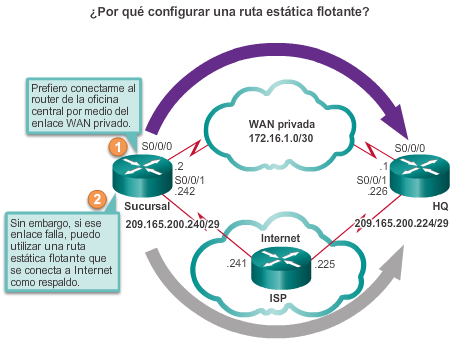 ¿Por qué configurar una ruta estática flotante?
Prefiero conectarme al
router de la oficina
central por medio del
enlace WAN privado.
WAN privada
172.16.1.0/30
1
S0/0/0
S0/0/0
.2
.1
S0/0/1
S0/0/1
.242
.226
2
Sucursal
HQ
209.165.200.240/29
209.165.200.224/29
Sin embargo, si ese
enlace falla, puedo
utilizar una ruta
estática flotante que
se conecta a Internet
como respaldo.
Internet
.241
.225
ISP